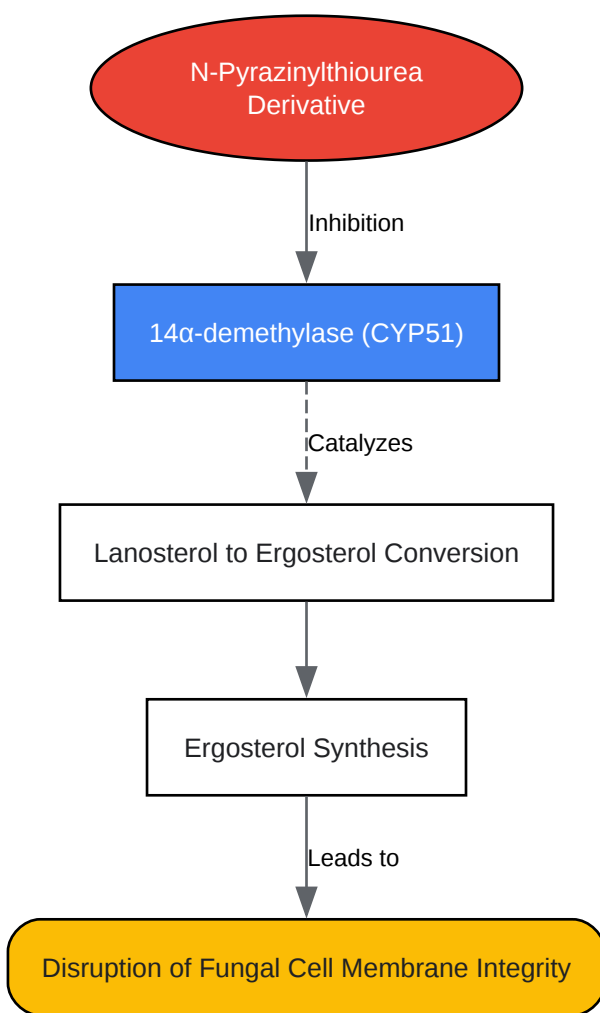 N-Pyrazinylthiourea
Derivative
Inhibition
14α-demethylase (CYP51)
Catalyzes
Lanosterol to Ergosterol Conversion
Ergosterol Synthesis
Leads to
Disruption of Fungal Cell Membrane Integrity